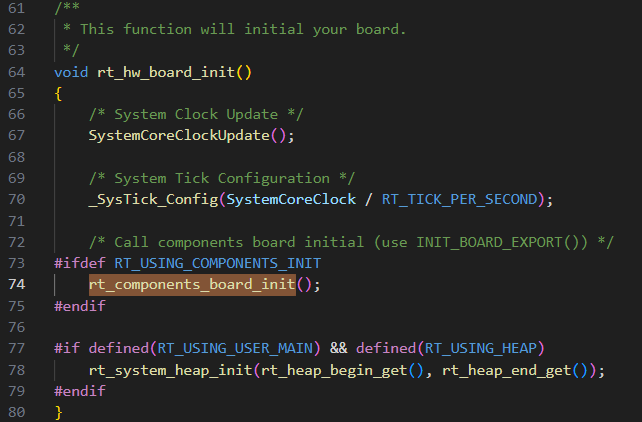 61 /**
62  * This function will initial your board.
63  */
64 void rt_hw_board_init()
65 {
66     /* System Clock Update */
67     SystemCoreClockUpdate();
68
69     /* System Tick Configuration */
70     _SysTick_Config(SystemCoreClock / RT_TICK_PER_SECOND);
71
72     /* Call components board initial (use INIT_BOARD_EXPORT()) */
73 #ifdef RT_USING_COMPONENTS_INIT
74     rt_components_board_init();
75 #endif
76
77 #if defined(RT_USING_USER_MAIN) && defined(RT_USING_HEAP)
78     rt_system_heap_init(rt_heap_begin_get(), rt_heap_end_get());
79 #endif
80 }